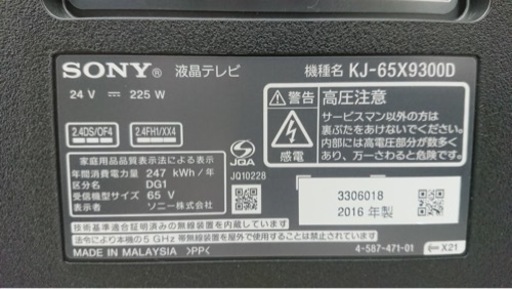 SONY® 液晶テレビ
機種名 KJ-65X9300D
24 V ⎓ 225 W
2.4DS/OF4
2.4FH1/XX4
家庭用品品質表示法による表示
年間消費電力量 247 kWh/年
区分名 DG1
受信機型サイズ 65 V
表示者 ソニー株式会社
JQA
JQ10228
警告 高圧注意
感電
サービスマン以外の方は
裏ぶたをあけないでください。
内部には高電圧部分が数多く
あり、万一さわると危険です。
3306018
2016 年製
技術基準適合証明済みの無線装置を内蔵しています。
法令により本機の5 GHz 帯無線装置を屋外で使用することは禁止されています
MADE IN MALAYSIA >PP<
4-587-471-01
X21